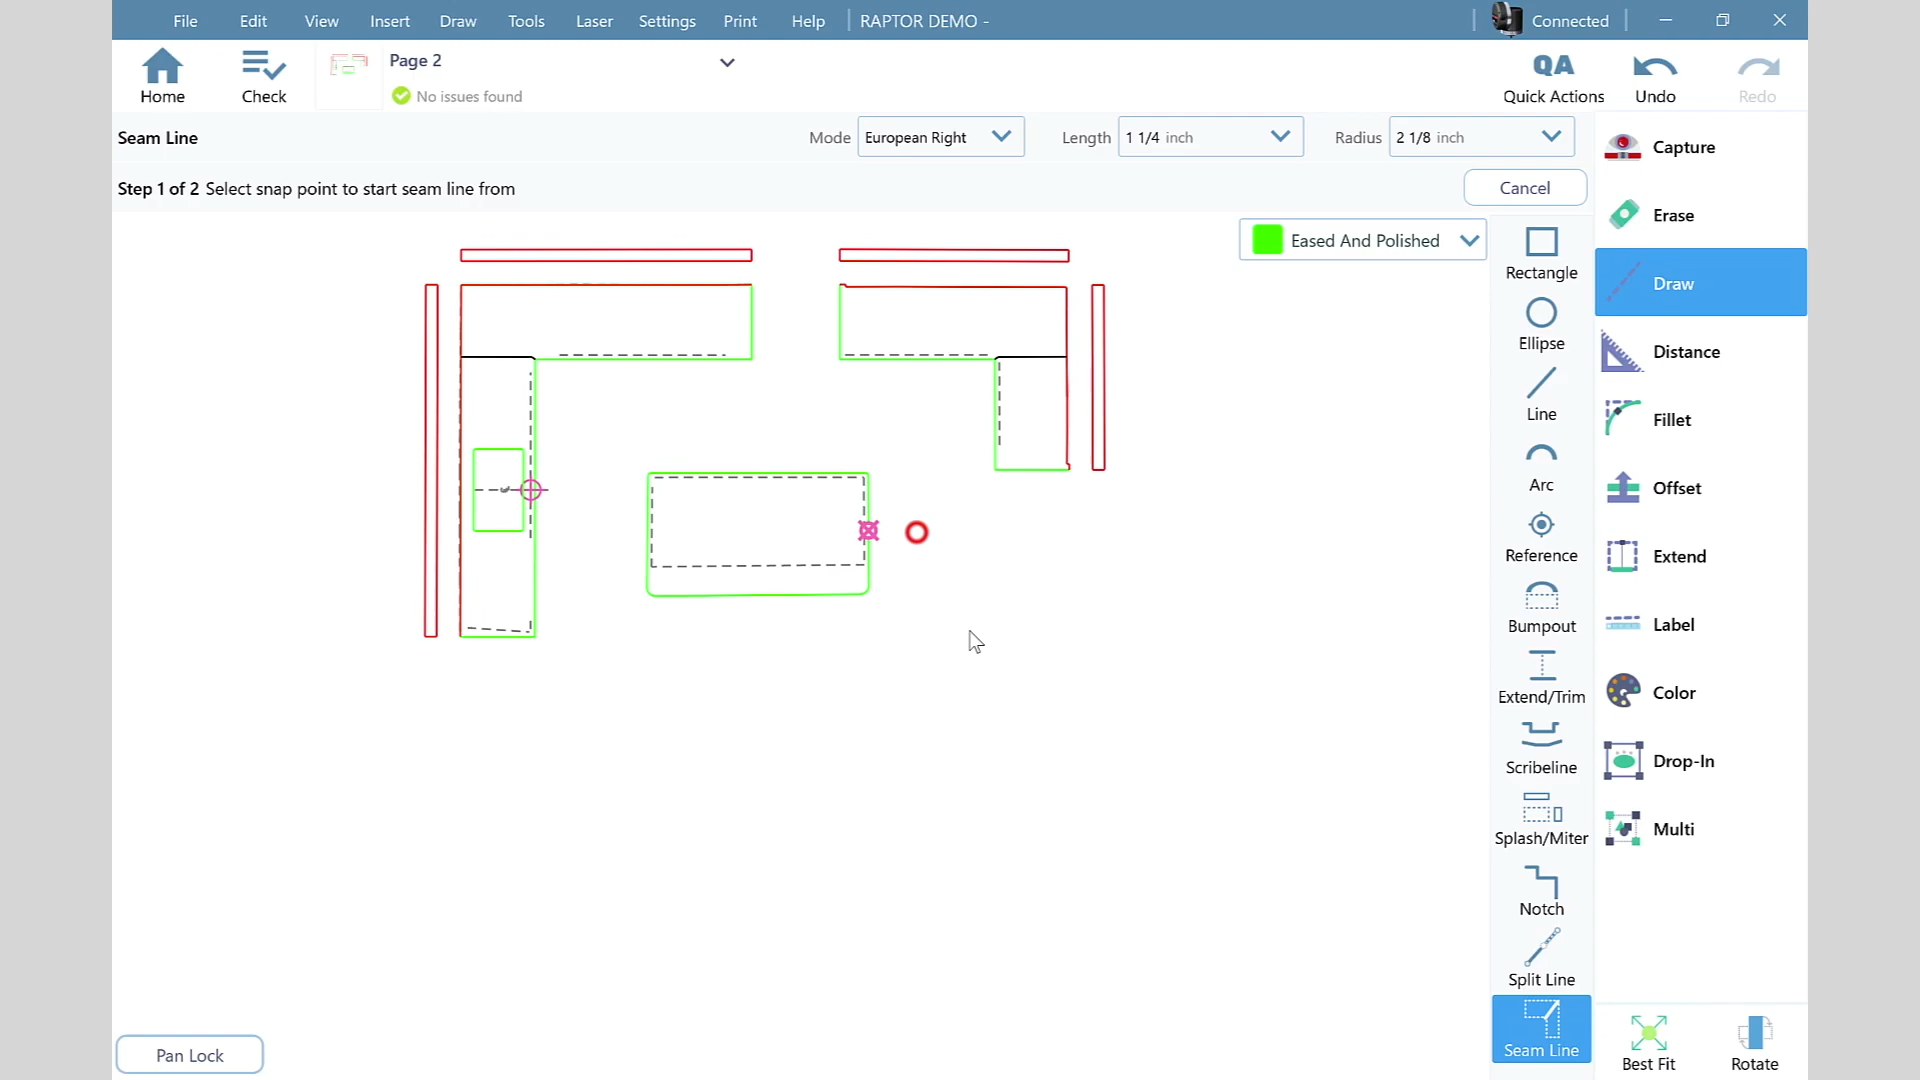 File Edit View Insert Draw Tools Laser Settings Print Help RAPTOR DEMO - Connected
Home
Check
Page 2
No issues found
QA
Quick Actions
Undo
Redo
Seam Line
Mode European Right
Length 1 1/4 inch
Radius 2 1/8 inch
Step 1 of 2 Select snap point to start seam line from
Cancel
Eased And Polished
Rectangle
Ellipse
Line
Arc
Reference
Bumpout
Extend/Trim
Scribeline
Splash/Miter
Notch
Split Line
Seam Line
Capture
Erase
Draw
Distance
Fillet
Offset
Extend
Label
Color
Drop-In
Multi
Pan Lock
Best Fit
Rotate